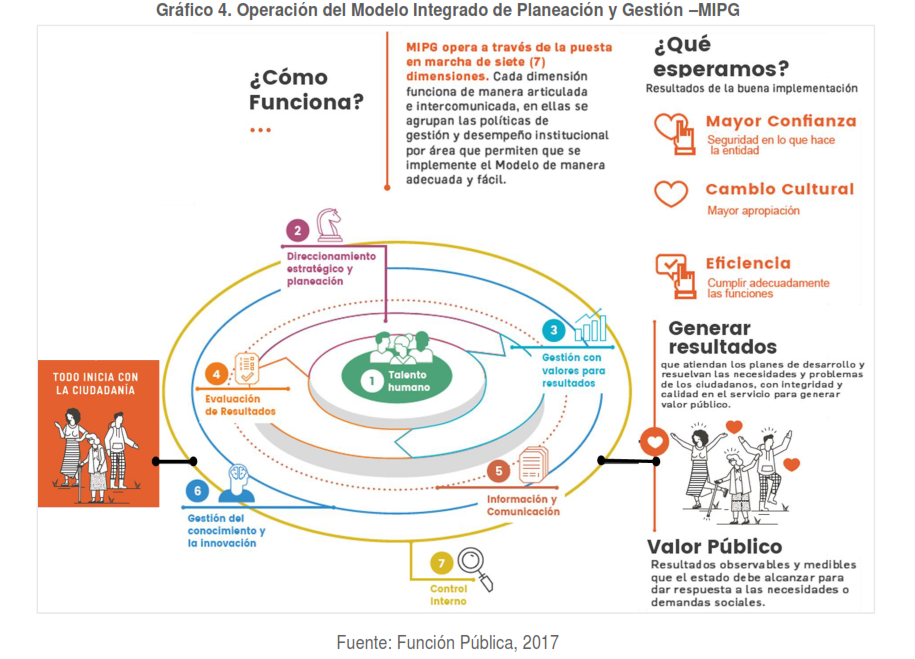 Gráfico 4. Operación del Modelo Integrado de Planeación y Gestión –MIPG
¿Cómo
Funciona?
MIPG opera a través de la puesta
en marcha de siete (7)
dimensiones. Cada dimensión
funciona de manera articulada
e intercomunicada, en ellas se
agrupan las políticas de
gestión y desempeño institucional
por área que permiten que se
implemente el Modelo de manera
adecuada y fácil.
¿Qué
esperamos?
Resultados de la buena implementación
Mayor Confianza
Seguridad en lo que hace
la entidad
Cambio Cultural
Mayor apropiación
Eficiencia
Cumplir adecuadamente
las funciones
Generar
resultados
que atiendan los planes de desarrollo y
resuelvan las necesidades y problemas
de los ciudadanos, con integridad y
calidad en el servicio para generar
valor público.
Valor Público
Resultados observables y medibles
que el estado debe alcanzar para
dar respuesta a las necesidades o
demandas sociales.
TODO INICIA CON
LA CIUDADANÍA
1
Talento
humano
2
Direccionamiento
estratégico y
planeación
3
Gestión con
valores para
resultados
4
Evaluación
de Resultados
5
Información y
Comunicación
6
Gestión del
conocimiento y
la innovación
7
Control
Interno
Fuente: Función Pública, 2017